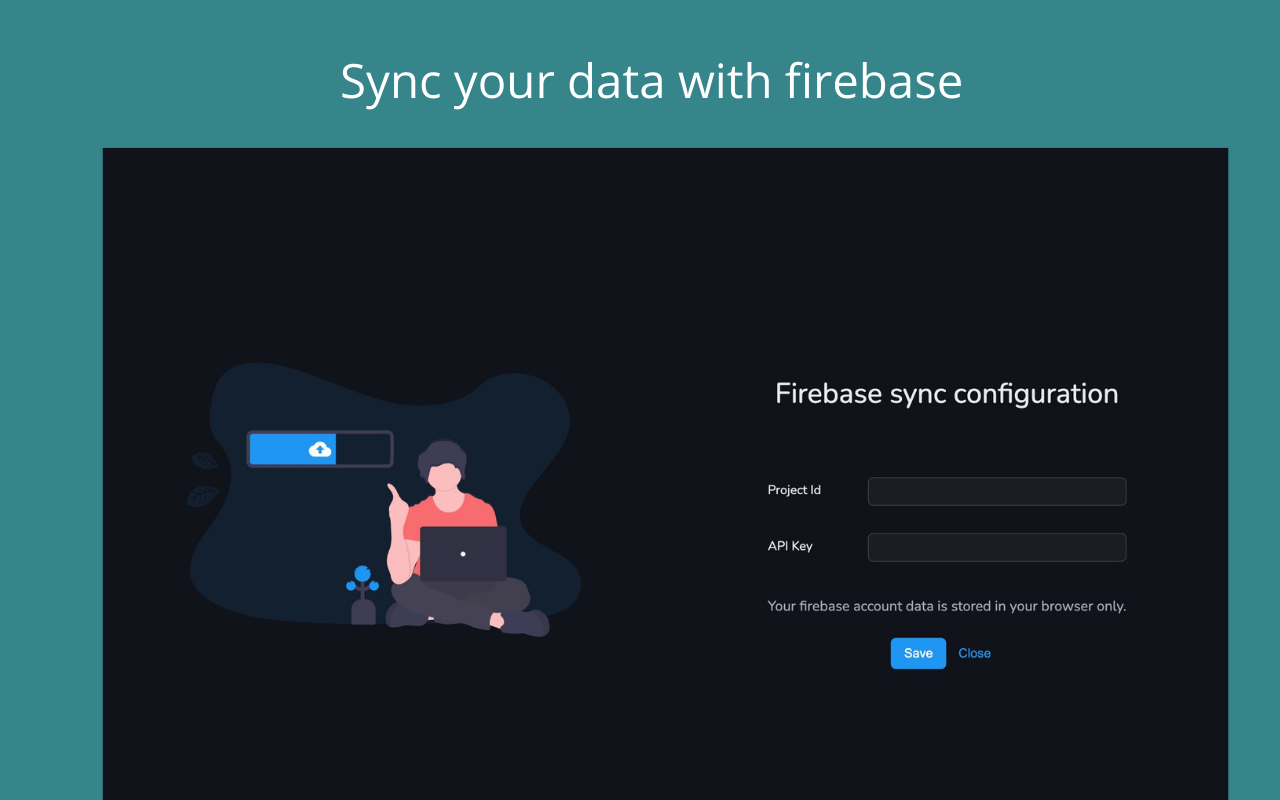 Sync your data with firebase
Firebase sync configuration
Project Id
API Key
Your firebase account data is stored in your browser only.
Save Close